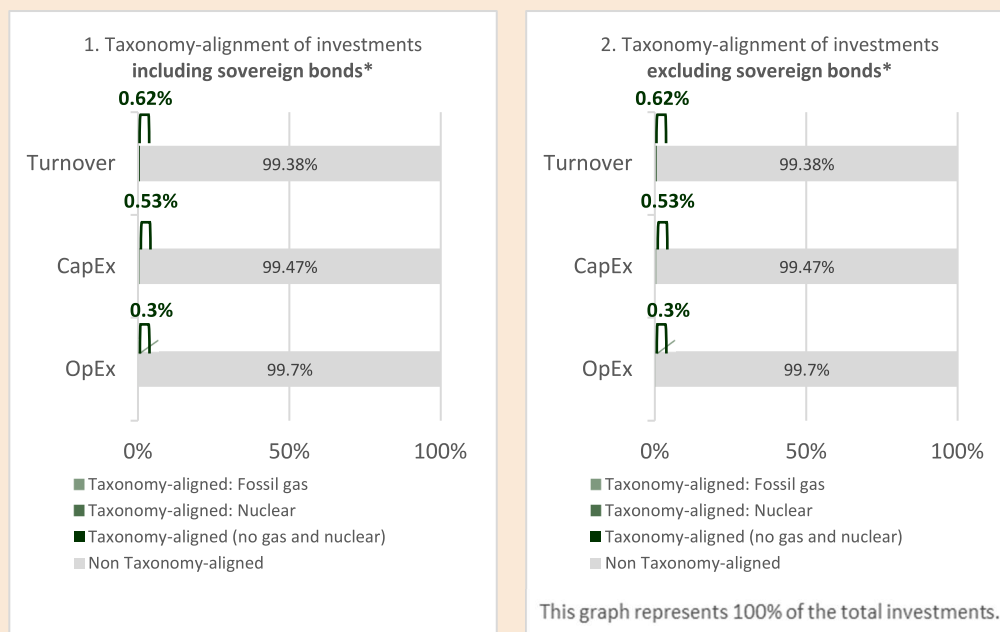 1. Taxonomy-alignment of investments
including sovereign bonds*
0.62%
Turnover 99.38%
0.53%
CapEx 99.47%
0.3%
OpEx 99.7%
0% 50% 100%
Taxonomy-aligned: Fossil gas
Taxonomy-aligned: Nuclear
Taxonomy-aligned (no gas and nuclear)
Non Taxonomy-aligned
2. Taxonomy-alignment of investments
excluding sovereign bonds*
0.62%
Turnover 99.38%
0.53%
CapEx 99.47%
0.3%
OpEx 99.7%
0% 50% 100%
Taxonomy-aligned: Fossil gas
Taxonomy-aligned: Nuclear
Taxonomy-aligned (no gas and nuclear)
Non Taxonomy-aligned
This graph represents 100% of the total investments.